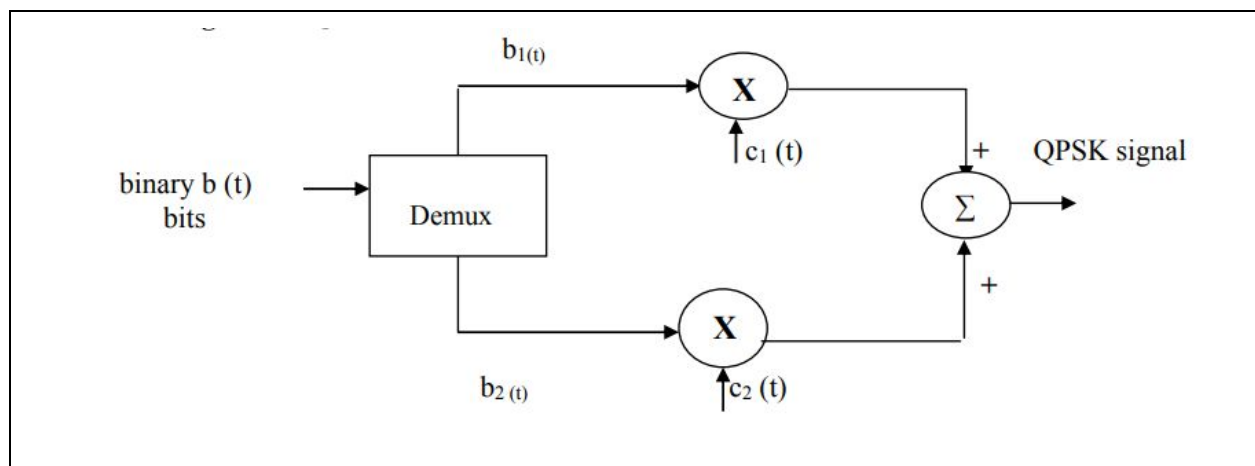 b₁₍ₜ₎
X
c₁ (t)
+
QPSK signal
binary b (t)
bits
Demux
∑
+
X
b₂ ₍ₜ₎
c₂ (t)